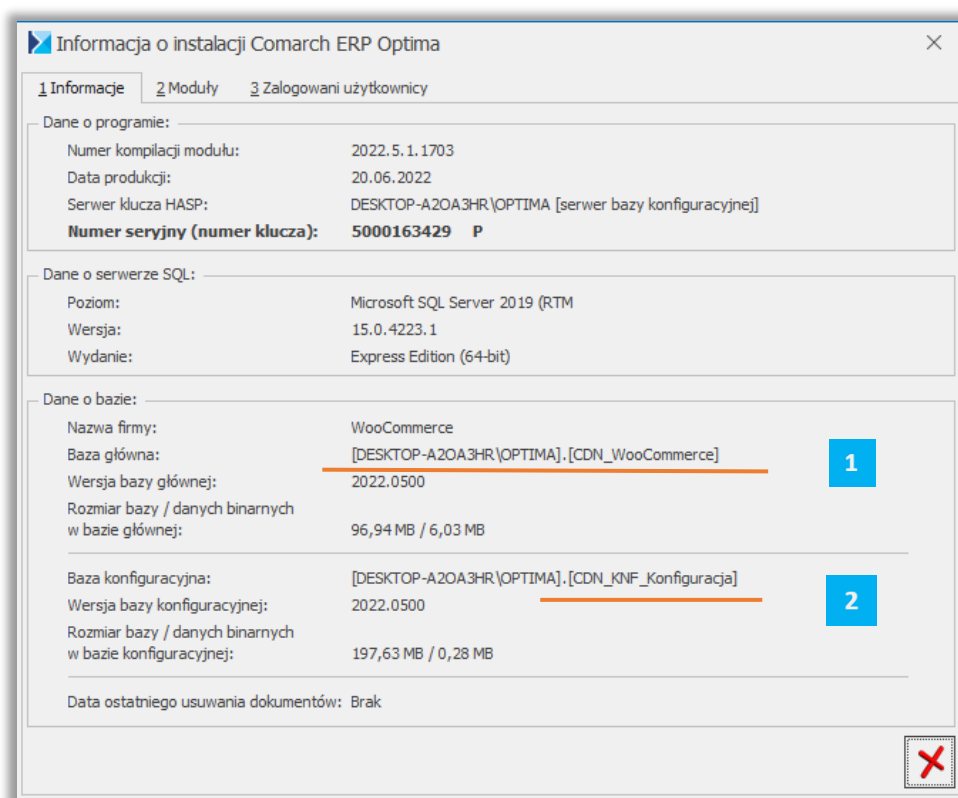 Informacja o instalacji Comarch ERP Optima
1 Informacje 2 Moduły 3 Zalogowani użytkownicy
Dane o programie:
Numer kompilacji modułu: 2022.5.1.1703
Data produkcji: 20.06.2022
Serwer klucza HASP: DESKTOP-A2OA3HR\OPTIMA [serwer bazy konfiguracyjnej]
Numer seryjny (numer klucza): 5000163429 P
Dane o serwerze SQL:
Poziom: Microsoft SQL Server 2019 (RTM
Wersja: 15.0.4223.1
Wydanie: Express Edition (64-bit)
Dane o bazie:
Nazwa firmy: WooCommerce
Baza główna: [DESKTOP-A2OA3HR\OPTIMA].[CDN_WooCommerce] 1
Wersja bazy głównej: 2022.0500
Rozmiar bazy / danych binarnych
w bazie głównej: 96,94 MB / 6,03 MB
Baza konfiguracyjna: [DESKTOP-A2OA3HR\OPTIMA].[CDN_KNF_Konfiguracja]
Wersja bazy konfiguracyjnej: 2022.0500 2
Rozmiar bazy / danych binarnych
w bazie konfiguracyjnej: 197,63 MB / 0,28 MB
Data ostatniego usuwania dokumentów: Brak